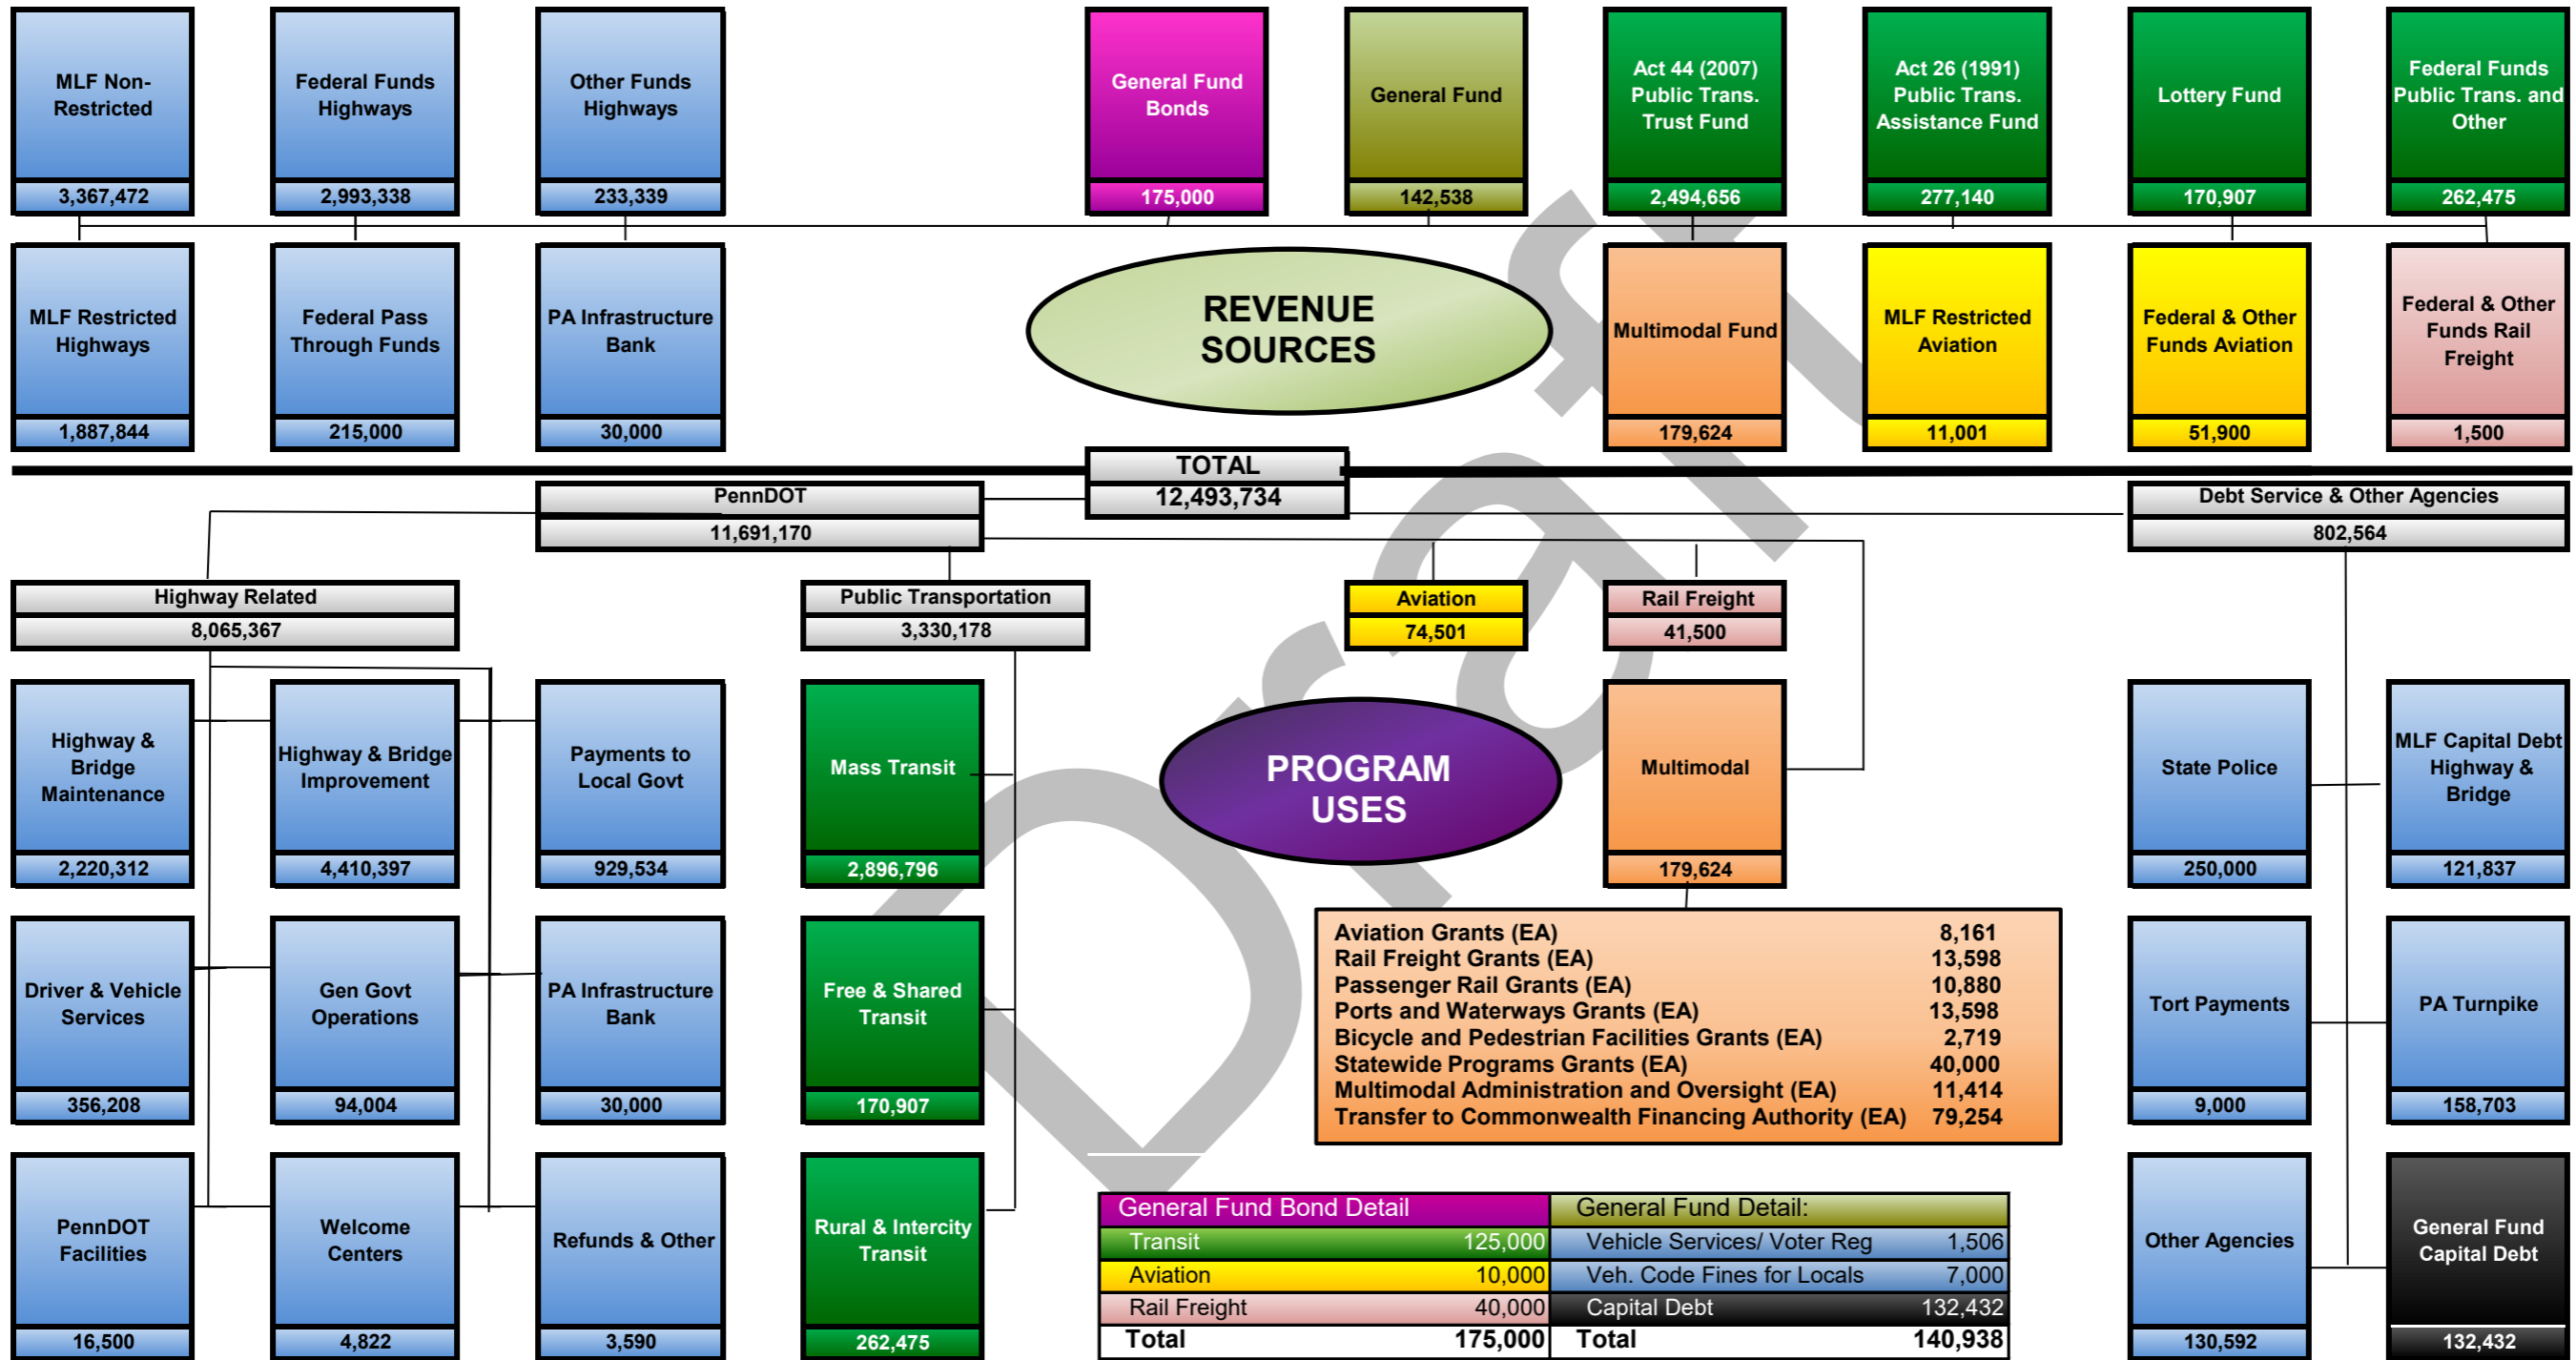 MLF Non-
Restricted
3,367,472
Federal Funds
Highways
2,993,338
Other Funds
Highways
233,339
General Fund
Bonds
175,000
General Fund
142,538
Act 44 (2007)
Public Trans.
Trust Fund
2,494,656
Act 26 (1991)
Public Trans.
Assistance Fund
277,140
Lottery Fund
170,907
Federal Funds
Public Trans. and
Other
262,475
MLF Restricted
Highways
1,887,844
Federal Pass
Through Funds
215,000
PA Infrastructure
Bank
30,000
REVENUE
SOURCES
Multimodal Fund
179,624
MLF Restricted
Aviation
11,001
Federal & Other
Funds Aviation
51,900
Federal & Other
Funds Rail
Freight
1,500
TOTAL
12,493,734
PennDOT
11,691,170
Debt Service & Other Agencies
802,564
Highway Related
8,065,367
Public Transportation
3,330,178
Aviation
74,501
Rail Freight
41,500
Highway &
Bridge
Maintenance
2,220,312
Highway & Bridge
Improvement
4,410,397
Payments to
Local Govt
929,534
Mass Transit
2,896,796
PROGRAM
USES
Multimodal
179,624
State Police
250,000
MLF Capital Debt
Highway &
Bridge
121,837
Driver & Vehicle
Services
356,208
Gen Govt
Operations
94,004
PA Infrastructure
Bank
30,000
Free & Shared
Transit
170,907
Aviation Grants (EA) 8,161
Rail Freight Grants (EA) 13,598
Passenger Rail Grants (EA) 10,880
Ports and Waterways Grants (EA) 13,598
Bicycle and Pedestrian Facilities Grants (EA) 2,719
Statewide Programs Grants (EA) 40,000
Multimodal Administration and Oversight (EA) 11,414
Transfer to Commonwealth Financing Authority (EA) 79,254
Tort Payments
9,000
PA Turnpike
158,703
PennDOT
Facilities
16,500
Welcome
Centers
4,822
Refunds & Other
3,590
Rural & Intercity
Transit
262,475
General Fund Bond Detail General Fund Detail:
Transit 125,000 Vehicle Services/ Voter Reg 1,506
Aviation 10,000 Veh. Code Fines for Locals 7,000
Rail Freight 40,000 Capital Debt 132,432
Total 175,000 Total 140,938
Other Agencies
130,592
General Fund
Capital Debt
132,432
Draft